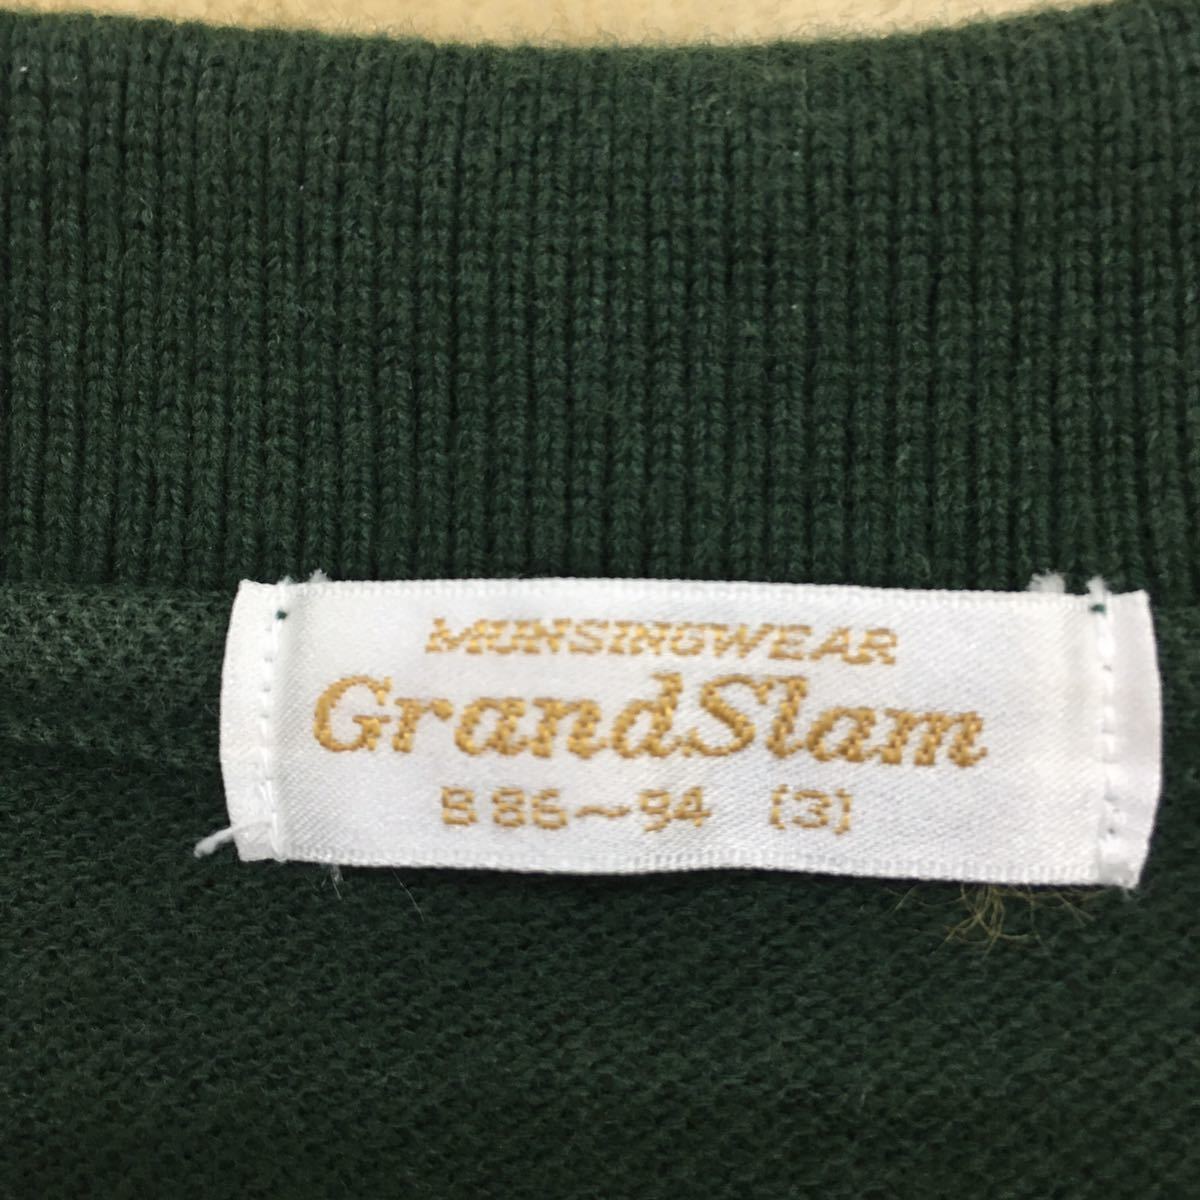 MUNSINGWEAR
GrandSlam
B 86～94 (3)